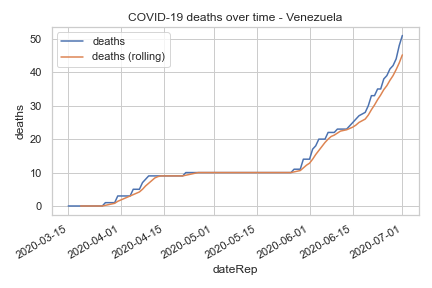 COVID-19 deaths over time - Venezuela
deaths
deaths (rolling)
deaths
50
40
30
20
10
0
2020-03-15
2020-04-01
2020-04-15
2020-05-01
2020-05-15
2020-06-01
2020-06-15
2020-07-01
dateRep